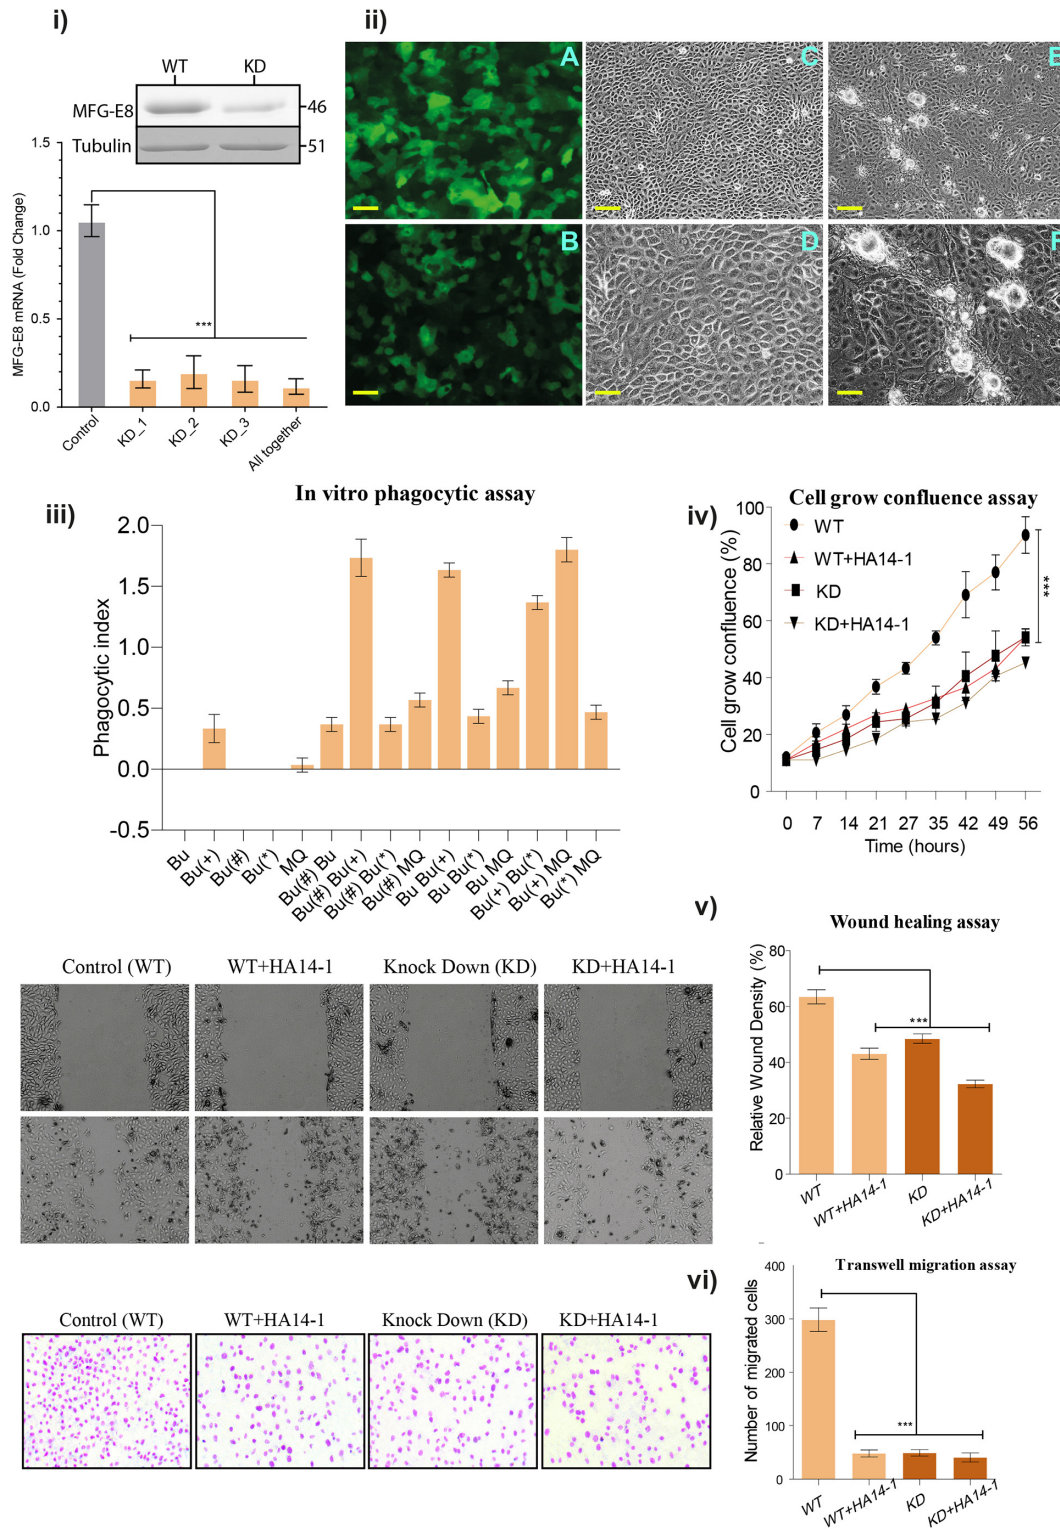 i)
WT KD
MFG-E8
46
Tubulin
51
MFG-E8 mRNA (Fold Change)
1.5
1.0
0.5
0.0
***
Control
KD_1
KD_2
KD_3
All together
ii)
A
C
E
B
D
F
iii)
In vitro phagocytic assay
Phagocytic index
2.0
1.5
1.0
0.5
0.0
-0.5
Bu
Bu(+)
Bu(#)
Bu(*)
MQ
Bu(#) Bu
Bu(#) Bu(+)
Bu(#) Bu(*)
Bu(#) MQ
Bu Bu(+)
Bu Bu(*)
Bu MQ
Bu(+) Bu(*)
Bu(+) MQ
Bu(*) MQ
iv)
Cell grow confluence assay
Cell grow confluence (%)
100
80
60
40
20
0
WT
WT+HA14-1
KD
KD+HA14-1
***
0 7 14 21 27 35 42 49 56
Time (hours)
v)
Control (WT) WT+HA14-1 Knock Down (KD) KD+HA14-1
Wound healing assay
Relative Wound Density (%)
80
60
40
20
0
***
WT
WT+HA14-1
KD
KD+HA14-1
vi)
Control (WT) WT+HA14-1 Knock Down (KD) KD+HA14-1
Transwell migration assay
Number of migrated cells
400
300
200
100
0
***
WT
WT+HA14-1
KD
KD+HA14-1